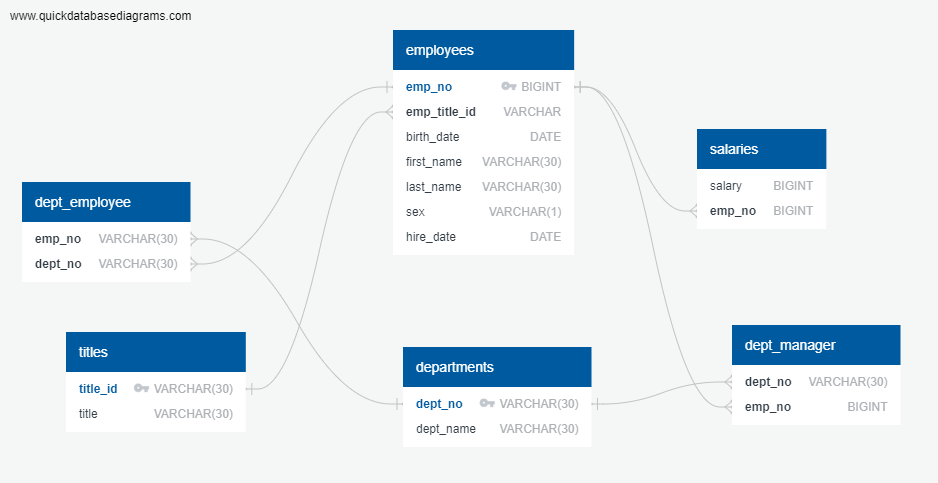 www.quickdatabasediagrams.com
employees
emp_no BIGINT
emp_title_id VARCHAR
birth_date DATE
first_name VARCHAR(30)
last_name VARCHAR(30)
sex VARCHAR(1)
hire_date DATE
salaries
salary BIGINT
emp_no BIGINT
dept_employee
emp_no VARCHAR(30)
dept_no VARCHAR(30)
titles
title_id VARCHAR(30)
title VARCHAR(30)
departments
dept_no VARCHAR(30)
dept_name VARCHAR(30)
dept_manager
dept_no VARCHAR(30)
emp_no BIGINT